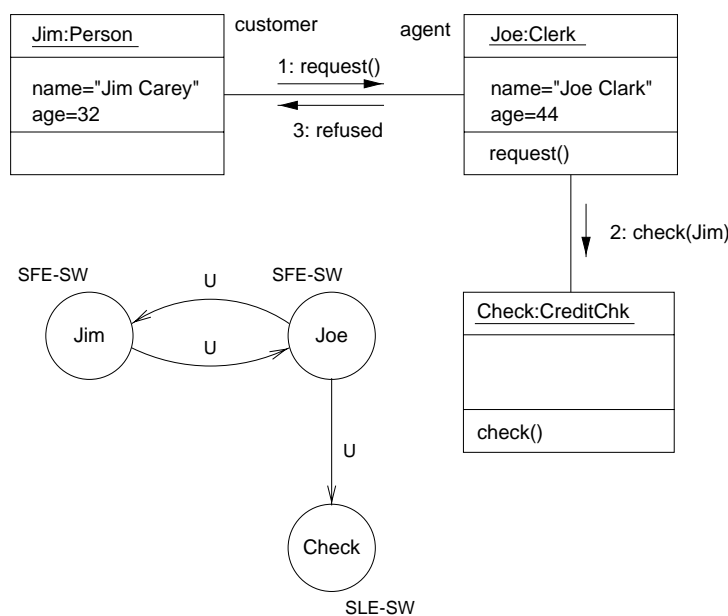 Jim:Person
name="Jim Carey"
age=32
customer
agent
1: request()
3: refused
Joe:Clerk
name="Joe Clark"
age=44
request()
2: check(Jim)
Check:CreditChk
check()
SFE-SW
SFE-SW
U
Jim
Joe
U
U
Check
SLE-SW